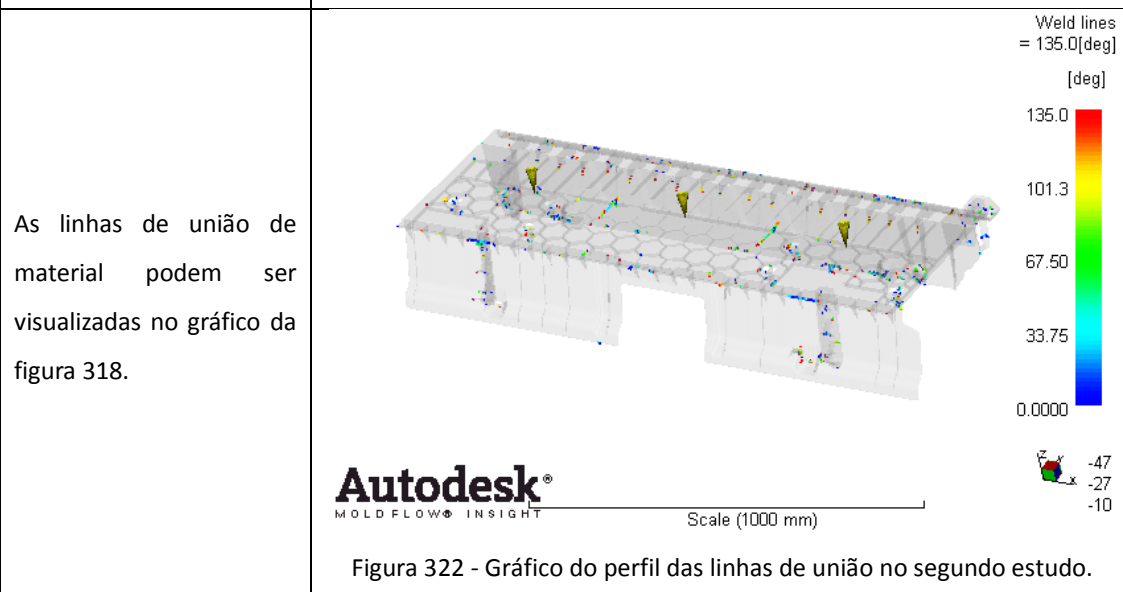 As linhas de união de
material podem ser
visualizadas no gráfico da
figura 318.
Weld lines
= 135.0[deg]
[deg]
135.0
101.3
67.50
33.75
0.0000
Z Y
X
-47
-27
-10
Autodesk®
MOLDFLOW® INSIGHT
Scale (1000 mm)
Figura 322 - Gráfico do perfil das linhas de união no segundo estudo.